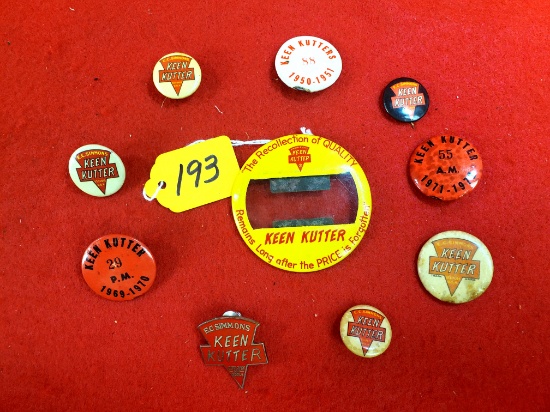 E.C. SIMMONS
KEEN
KUTTER
KEEN KUTTERS
88
1950-1951
KEEN
KUTTER
E.C. SIMMONS
KEEN
KUTTER
193
The Recollection of QUALITY
KEEN
KUTTER
KEEN KUTTER
Remains Long after the PRICE is Forgotten
KEEN KUTTER
55
A.M.
KEEN KUTTER
29
P.M.
1969-1970
KEEN
KUTTER
E.C. SIMMONS
KEEN
KUTTER
KEEN
KUTTER